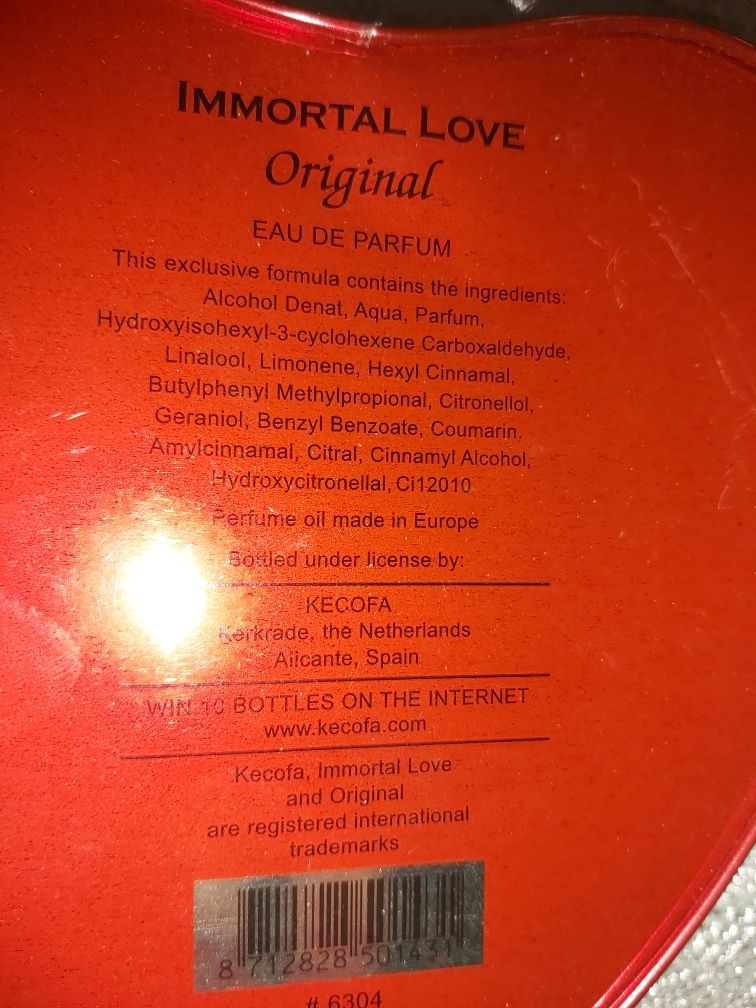 IMMORTAL LOVE
Original
EAU DE PARFUM
This exclusive formula contains the ingredients:
Alcohol Denat, Aqua, Parfum,
Hydroxyisohexyl-3-cyclohexene Carboxaldehyde,
Linalool, Limonene, Hexyl Cinnamal,
Butylphenyl Methylpropional, Citronellol,
Geraniol, Benzyl Benzoate, Coumarin,
Amylcinnamal, Citral, Cinnamyl Alcohol,
Hydroxycitronellal, Ci12010
Perfume oil made in Europe
Bottled under license by:
KECOFA
Kerkrade, the Netherlands
Alicante, Spain
WIN 10 BOTTLES ON THE INTERNET
www.kecofa.com
Kecofa, Immortal Love
and Original
are registered international
trademarks
8 712828 501431
# 6304